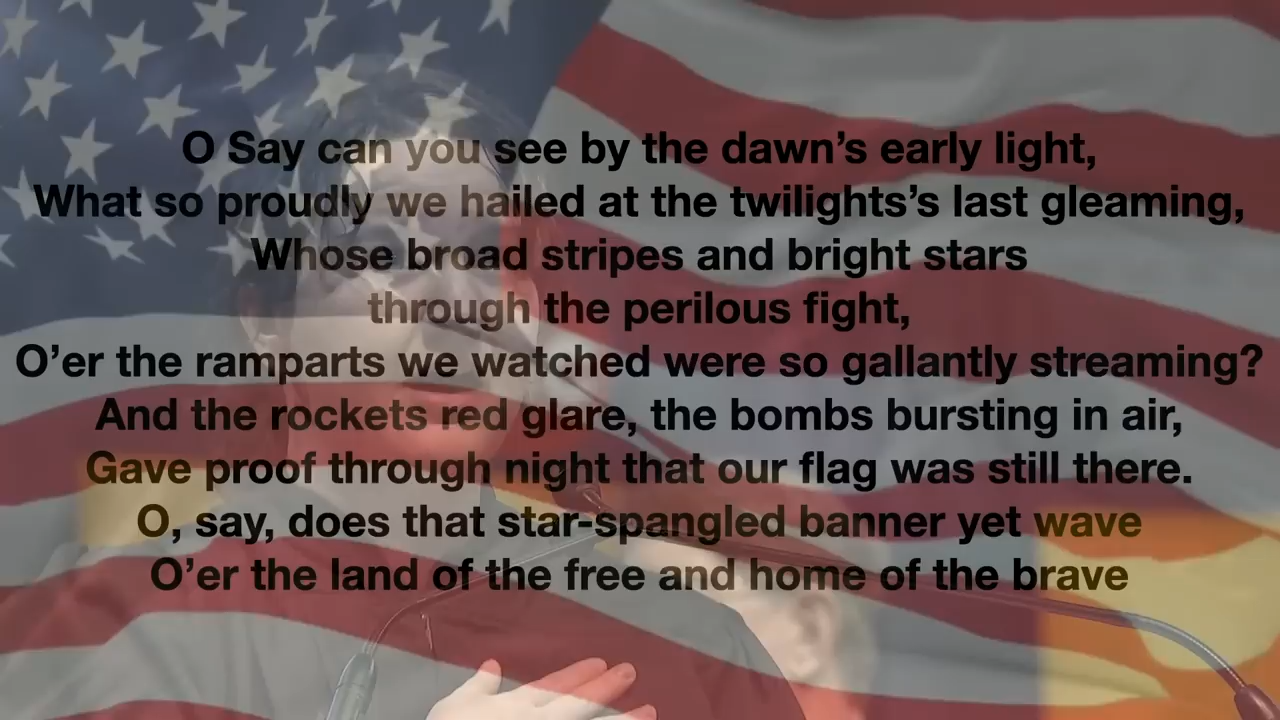 O Say can you see by the dawn’s early light,
What so proudly we hailed at the twilights’s last gleaming,
Whose broad stripes and bright stars
through the perilous fight,
O’er the ramparts we watched were so gallantly streaming?
And the rockets red glare, the bombs bursting in air,
Gave proof through night that our flag was still there.
O, say, does that star-spangled banner yet wave
O’er the land of the free and home of the brave